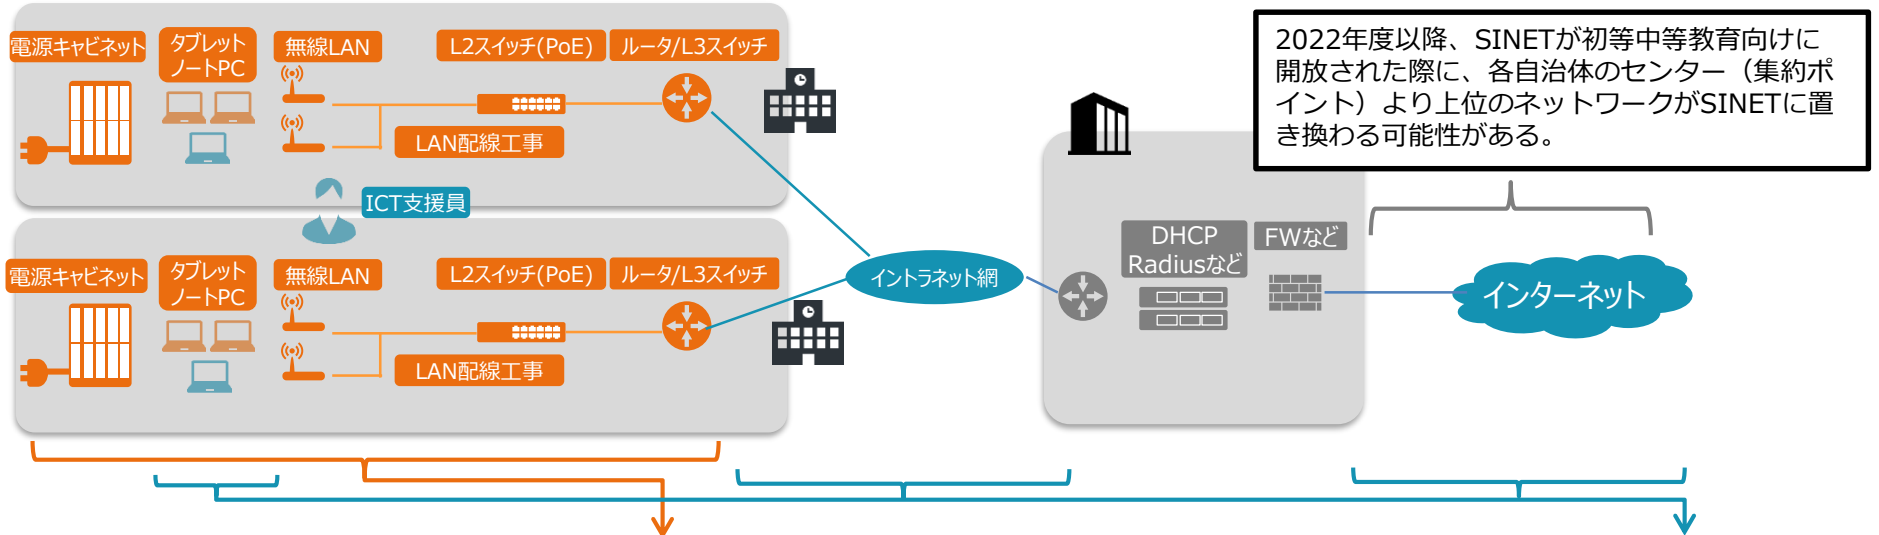 電源キャビネット
タブレット
ノートPC
無線LAN
L2スイッチ(PoE)
ルータ/L3スイッチ
LAN配線工事
ICT支援員
電源キャビネット
タブレット
ノートPC
無線LAN
L2スイッチ(PoE)
ルータ/L3スイッチ
LAN配線工事
イントラネット網
DHCP
Radiusなど
FWなど
インターネット
2022年度以降、SINETが初等中等教育向けに
開放された際に、各自治体のセンター（集約ポ
イント）より上位のネットワークがSINETに置
き換わる可能性がある。